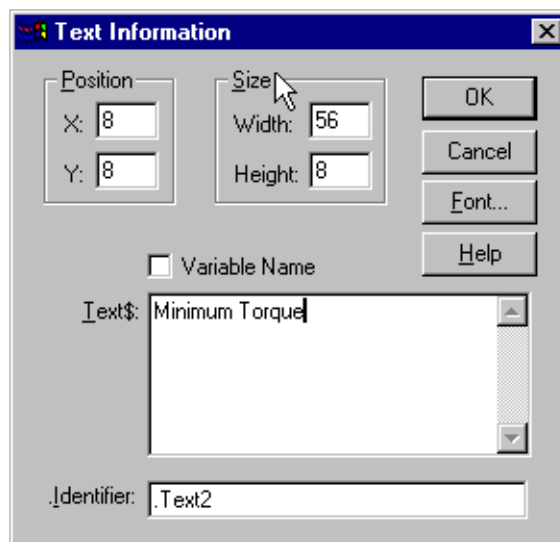 Text Information
Position
X: 8
Y: 8
Size
Width: 56
Height: 8
OK
Cancel
Font...
Help
Variable Name
Text$: Minimum Torque
.Identifier: .Text2